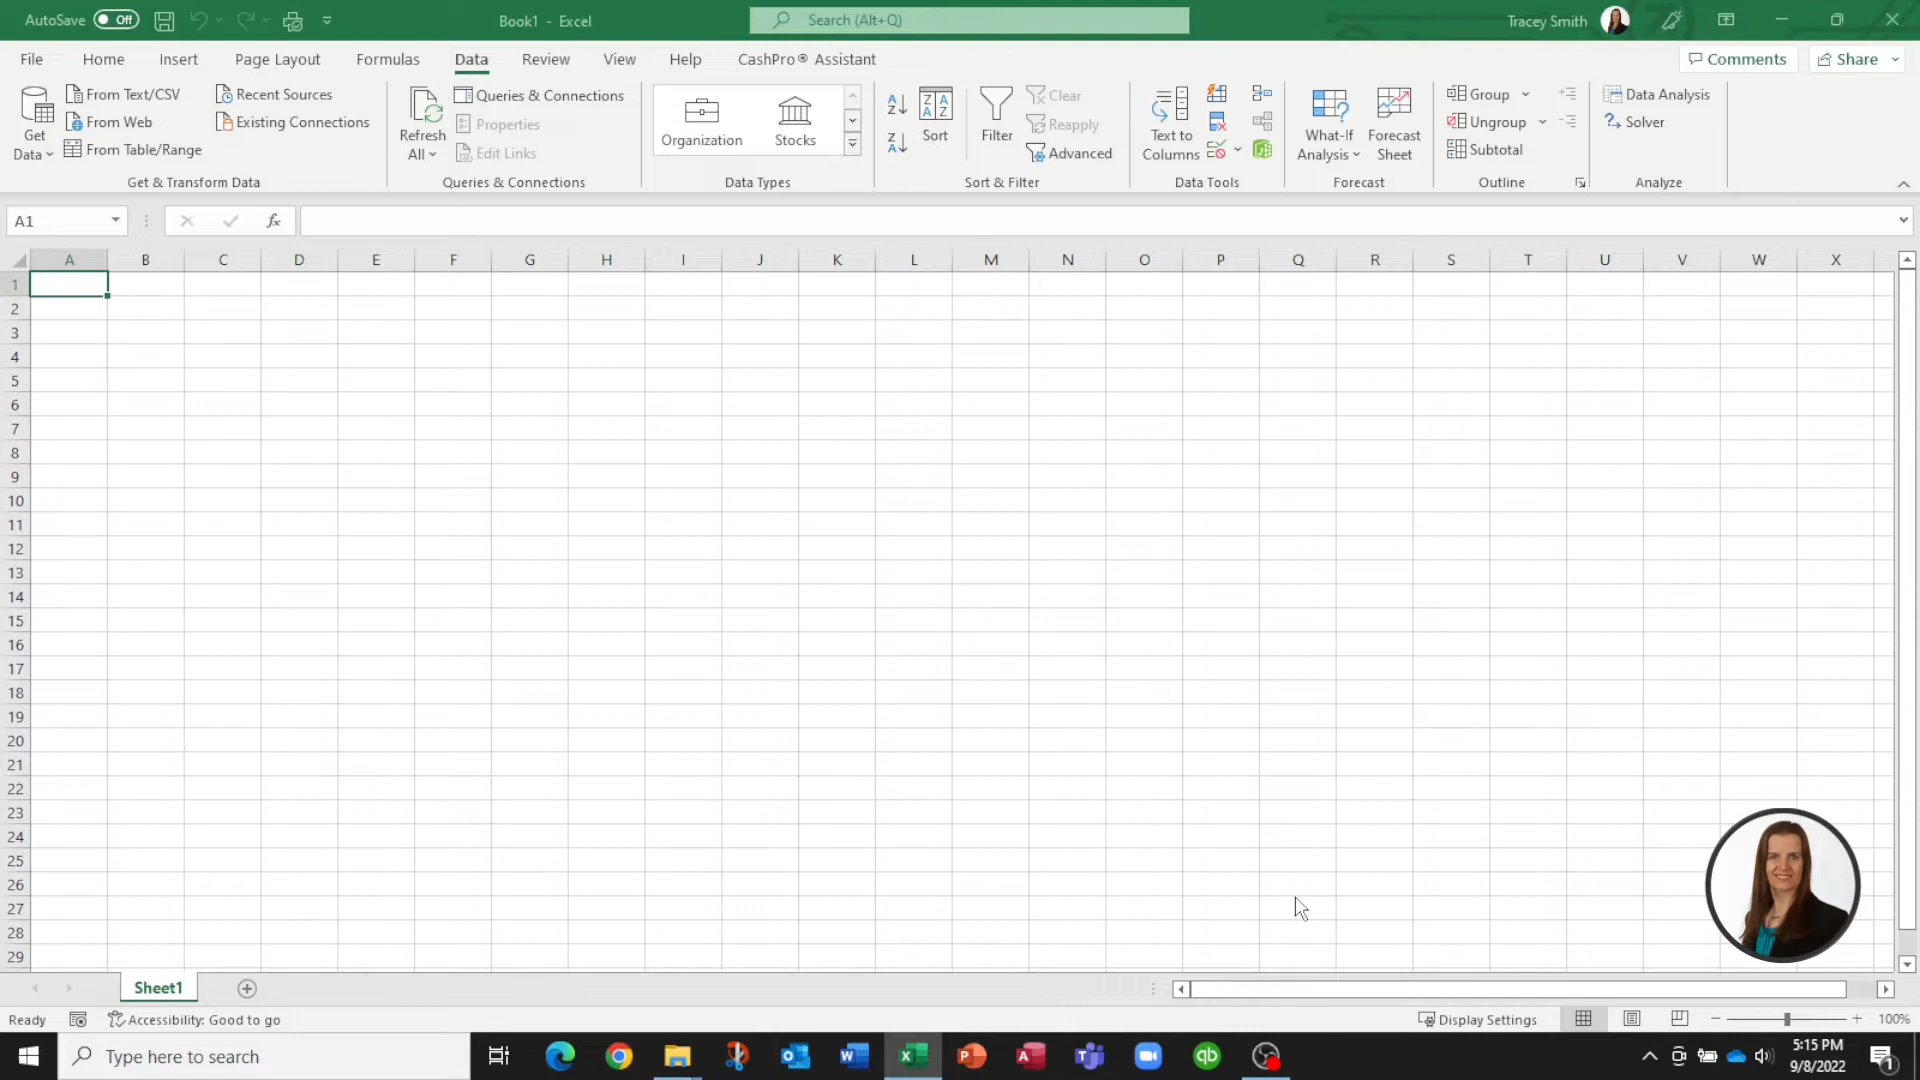 AutoSave Off Book1 - Excel Search (Alt+Q) Tracey Smith
File Home Insert Page Layout Formulas Data Review View Help CashPro® Assistant Comments Share
Get Data
From Text/CSV
From Web
From Table/Range
Recent Sources
Existing Connections
Get & Transform Data
Refresh All
Queries & Connections
Properties
Edit Links
Queries & Connections
Organization Stocks
Data Types
A Z
Z A
Z A A Z
Sort
Filter
Clear
Reapply
Advanced
Sort & Filter
Text to Columns
Data Tools
What-If Analysis
Forecast Sheet
Forecast
Group
Ungroup
Subtotal
Outline
Data Analysis
Solver
Analyze
A1 fx
A B C D E F G H I J K L M N O P Q R S T U V W X
1
2
3
4
5
6
7
8
9
10
11
12
13
14
15
16
17
18
19
20
21
22
23
24
25
26
27
28
29
Sheet1
Ready Accessibility: Good to go Display Settings 100%
Type here to search
5:15 PM
9/8/2022
1